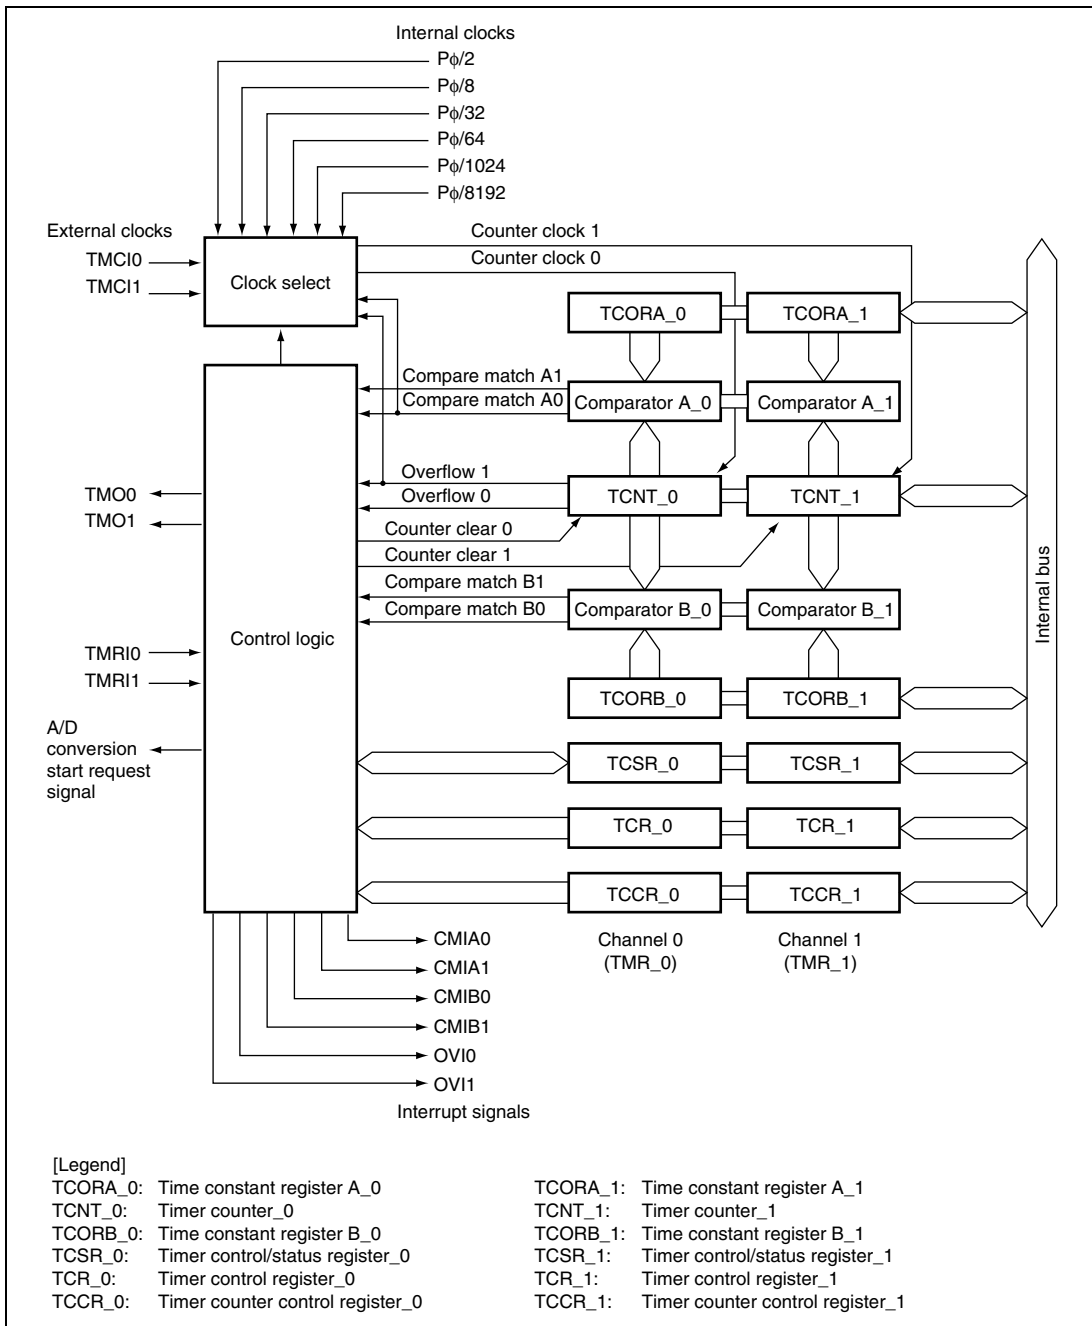 Internal clocks
Pϕ/2
Pϕ/8
Pϕ/32
Pϕ/64
Pϕ/1024
Pϕ/8192
External clocks
TMCI0
TMCI1
Clock select
Counter clock 1
Counter clock 0
TCORA_0
TCORA_1
Compare match A1
Compare match A0
Comparator A_0
Comparator A_1
TMO0
TMO1
Overflow 1
Overflow 0
TCNT_0
TCNT_1
Counter clear 0
Counter clear 1
Compare match B1
Compare match B0
Comparator B_0
Comparator B_1
Control logic
Internal bus
TMRI0
TMRI1
TCORB_0
TCORB_1
A/D
conversion
start request
signal
TCSR_0
TCSR_1
TCR_0
TCR_1
TCCR_0
TCCR_1
Channel 0
(TMR_0)
Channel 1
(TMR_1)
CMIA0
CMIA1
CMIB0
CMIB1
OVI0
OVI1
Interrupt signals
[Legend]
TCORA_0: Time constant register A_0
TCNT_0: Timer counter_0
TCORB_0: Time constant register B_0
TCSR_0: Timer control/status register_0
TCR_0: Timer control register_0
TCCR_0: Timer counter control register_0
TCORA_1: Time constant register A_1
TCNT_1: Timer counter_1
TCORB_1: Time constant register B_1
TCSR_1: Timer control/status register_1
TCR_1: Timer control register_1
TCCR_1: Timer counter control register_1